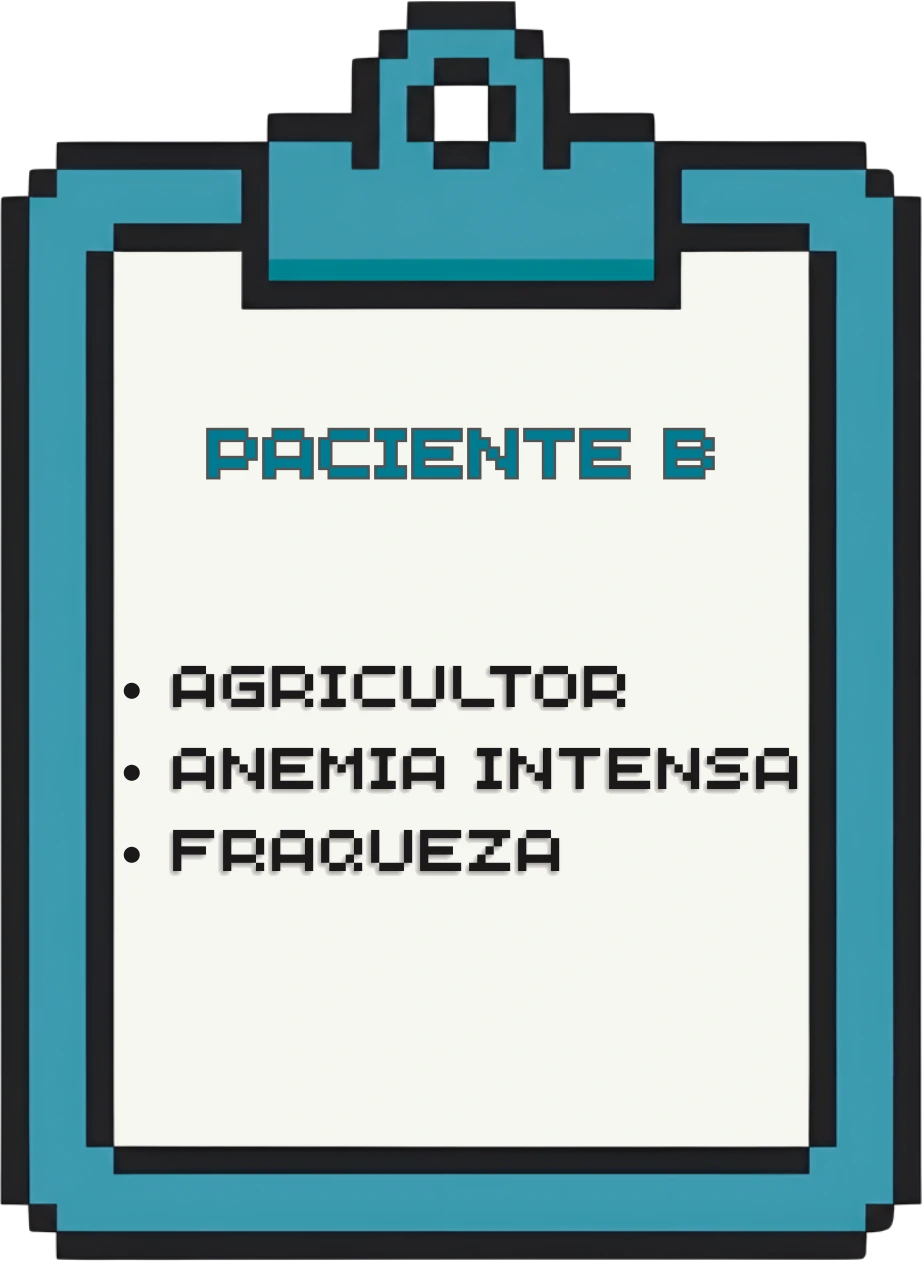 PACIENTE B
• AGRICULTOR
• ANEMIA INTENSA
• FRAQUEZA